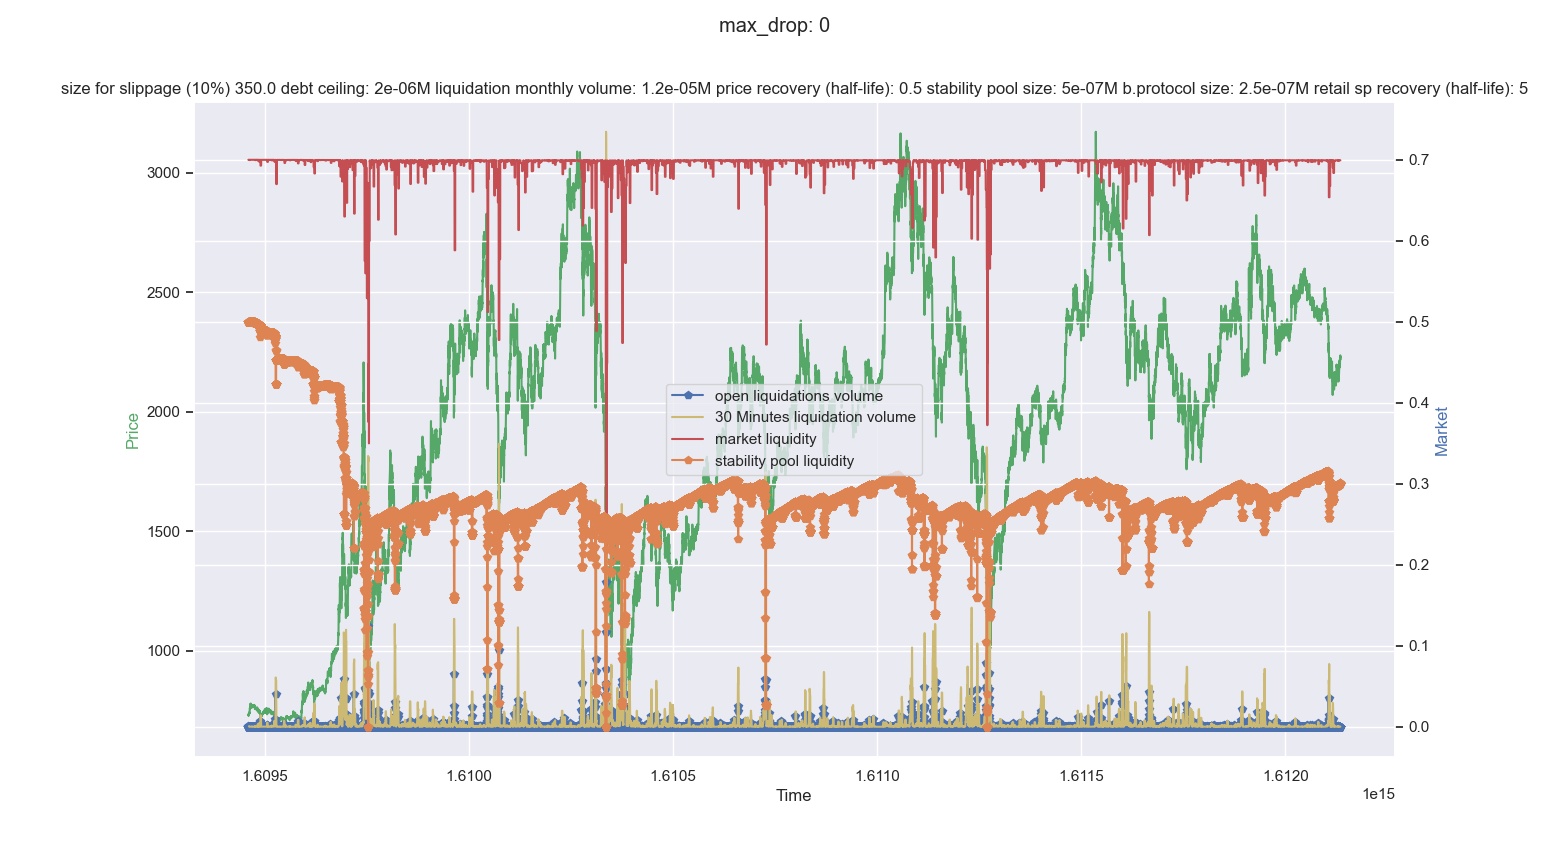 max_drop: 0
size for slippage (10%) 350.0 debt ceiling: 2e-06M liquidation monthly volume: 1.2e-05M price recovery (half-life): 0.5 stability pool size: 5e-07M b.protocol size: 2.5e-07M retail sp recovery (half-life): 5
3000
2500
2000
1500
1000
Price
open liquidations volume
30 Minutes liquidation volume
market liquidity
stability pool liquidity
0.7
0.6
0.5
0.4
0.3
0.2
0.1
0.0
Market
1.6095 1.6100 1.6105 1.6110 1.6115 1.6120
Time
1e15